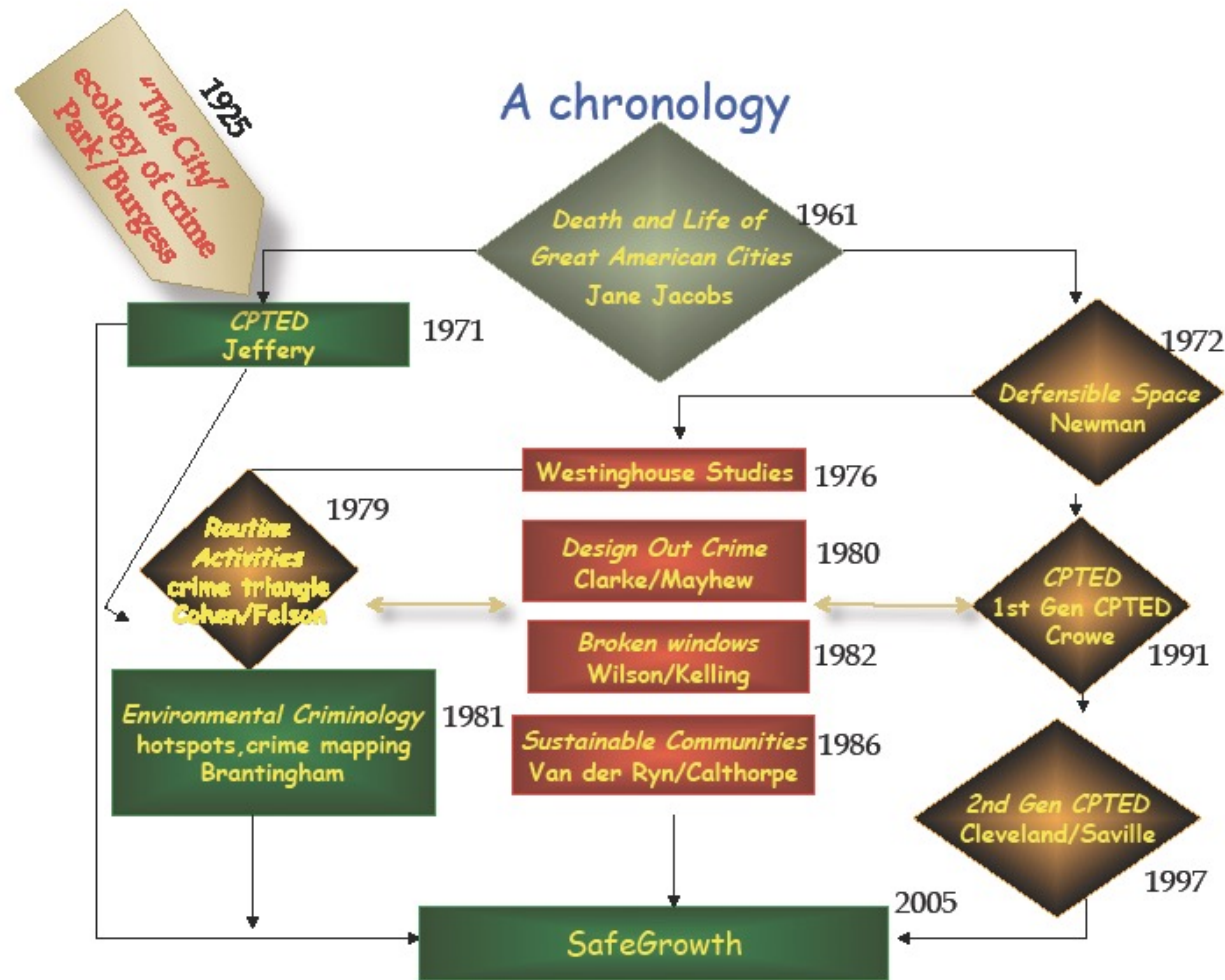 A chronology
1925
“The City”
ecology of crime
Park/Burgess
1961
Death and Life of
Great American Cities
Jane Jacobs
CPTED
Jeffery
1971
1972
Defensible Space
Newman
Westinghouse Studies
1976
1979
Routine
Activities
crime triangle
Cohen/Felson
Design Out Crime
Clarke/Mayhew
1980
CPTED
1st Gen CPTED
Crowe
1991
Broken windows
Wilson/Kelling
1982
Environmental Criminology
hotspots,crime mapping
Brantingham
1981
Sustainable Communities
Van der Ryn/Calthorpe
1986
2nd Gen CPTED
Cleveland/Saville
1997
2005
SafeGrowth